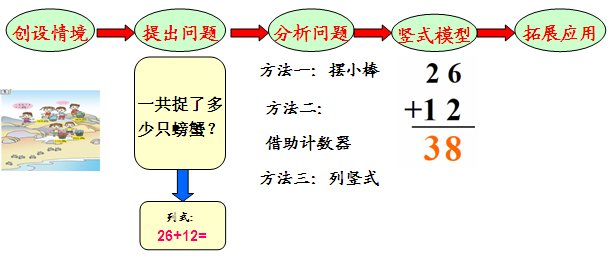 创设情境
提出问题
分析问题
竖式模型
拓展应用
一共捉了多
少只螃蟹？
列式：
26+12=
方法一：摆小棒
方法二：
借助计数器
方法三：列竖式
26
+12
38